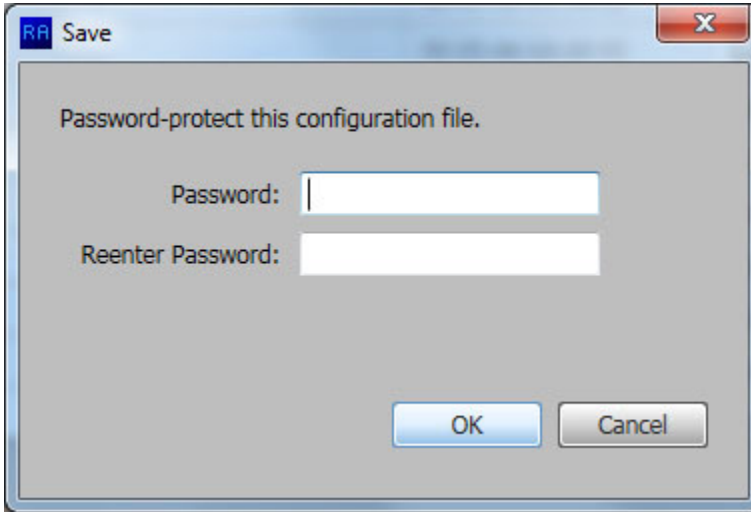 RA Save
Password-protect this configuration file.
Password:
Reenter Password:
OK Cancel